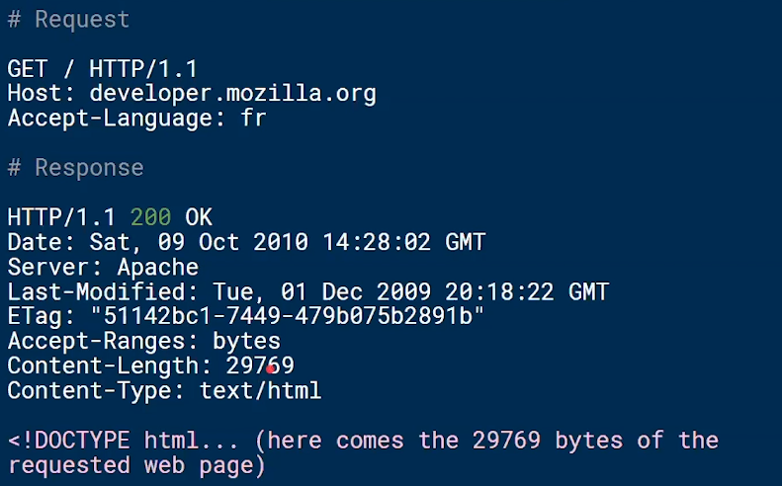 # Request
GET / HTTP/1.1
Host: developer.mozilla.org
Accept-Language: fr
# Response
HTTP/1.1 200 OK
Date: Sat, 09 Oct 2010 14:28:02 GMT
Server: Apache
Last-Modified: Tue, 01 Dec 2009 20:18:22 GMT
ETag: "51142bc1-7449-479b075b2891b"
Accept-Ranges: bytes
Content-Length: 29769
Content-Type: text/html
<!DOCTYPE html... (here comes the 29769 bytes of the
requested web page)